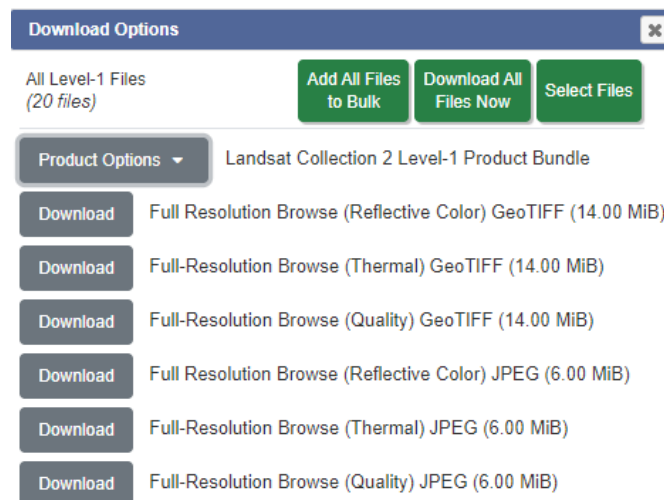 Download Options
All Level-1 Files
(20 files)
Add All Files
to Bulk
Download All
Files Now
Select Files
Product Options
Landsat Collection 2 Level-1 Product Bundle
Download
Full Resolution Browse (Reflective Color) GeoTIFF (14.00 MiB)
Download
Full-Resolution Browse (Thermal) GeoTIFF (14.00 MiB)
Download
Full-Resolution Browse (Quality) GeoTIFF (14.00 MiB)
Download
Full Resolution Browse (Reflective Color) JPEG (6.00 MiB)
Download
Full-Resolution Browse (Thermal) JPEG (6.00 MiB)
Download
Full-Resolution Browse (Quality) JPEG (6.00 MiB)